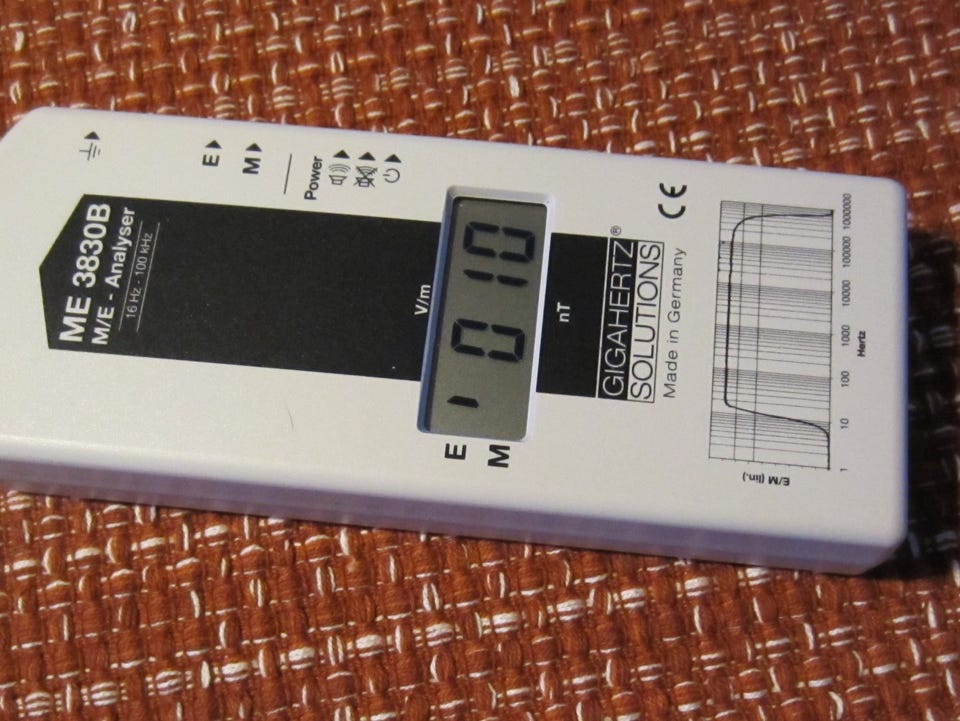 ME 3830B
M/E - Analyser
16 Hz - 100 kHz
E
M
Power
V/m
E
M
010
nT
GIGAHERTZ®
SOLUTIONS
Made in Germany
CE
E/M (lin.)
1 10 100 1000 10000 100000 1000000
Hertz